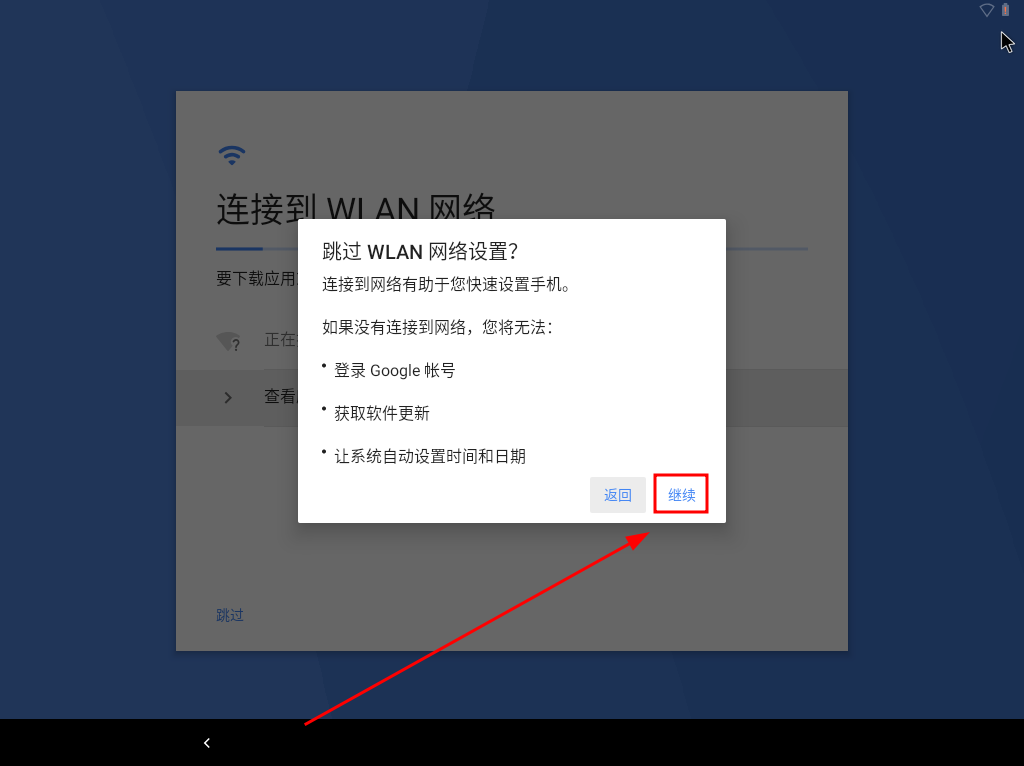 连接到 WLAN 网络
跳过 WLAN 网络设置？
连接到网络有助于您快速设置手机。
要下载应用
如果没有连接到网络，您将无法：
正在
• 登录 Google 帐号
查看
• 获取软件更新
• 让系统自动设置时间和日期
返回
继续
跳过